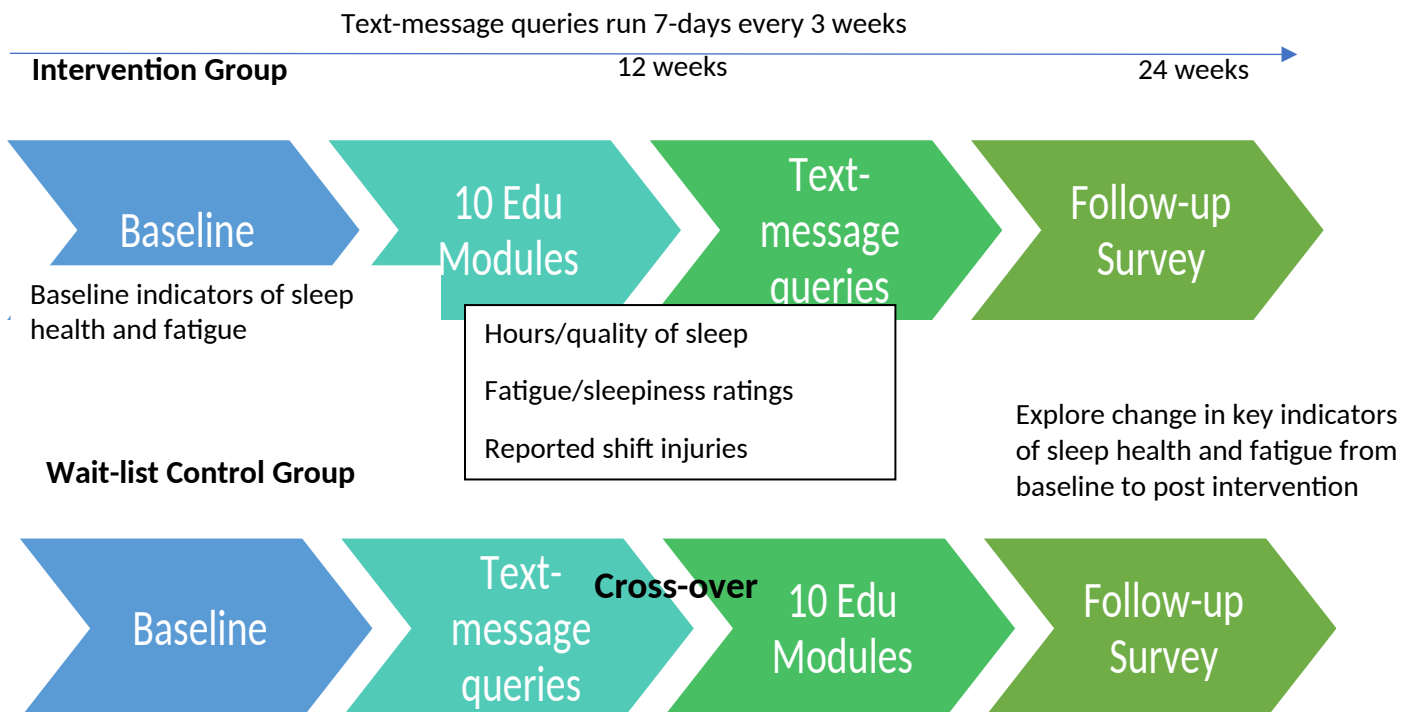 Text-message queries run 7-days every 3 weeks
Intervention Group
12 weeks
24 weeks
Baseline
10 Edu
Modules
Text-
message
queries
Follow-up
Survey
Baseline indicators of sleep
health and fatigue
Hours/quality of sleep
Fatigue/sleepiness ratings
Reported shift injuries
Explore change in key indicators
of sleep health and fatigue from
baseline to post intervention
Wait-list Control Group
Baseline
Text-
message
queries
Cross-over
10 Edu
Modules
Follow-up
Survey